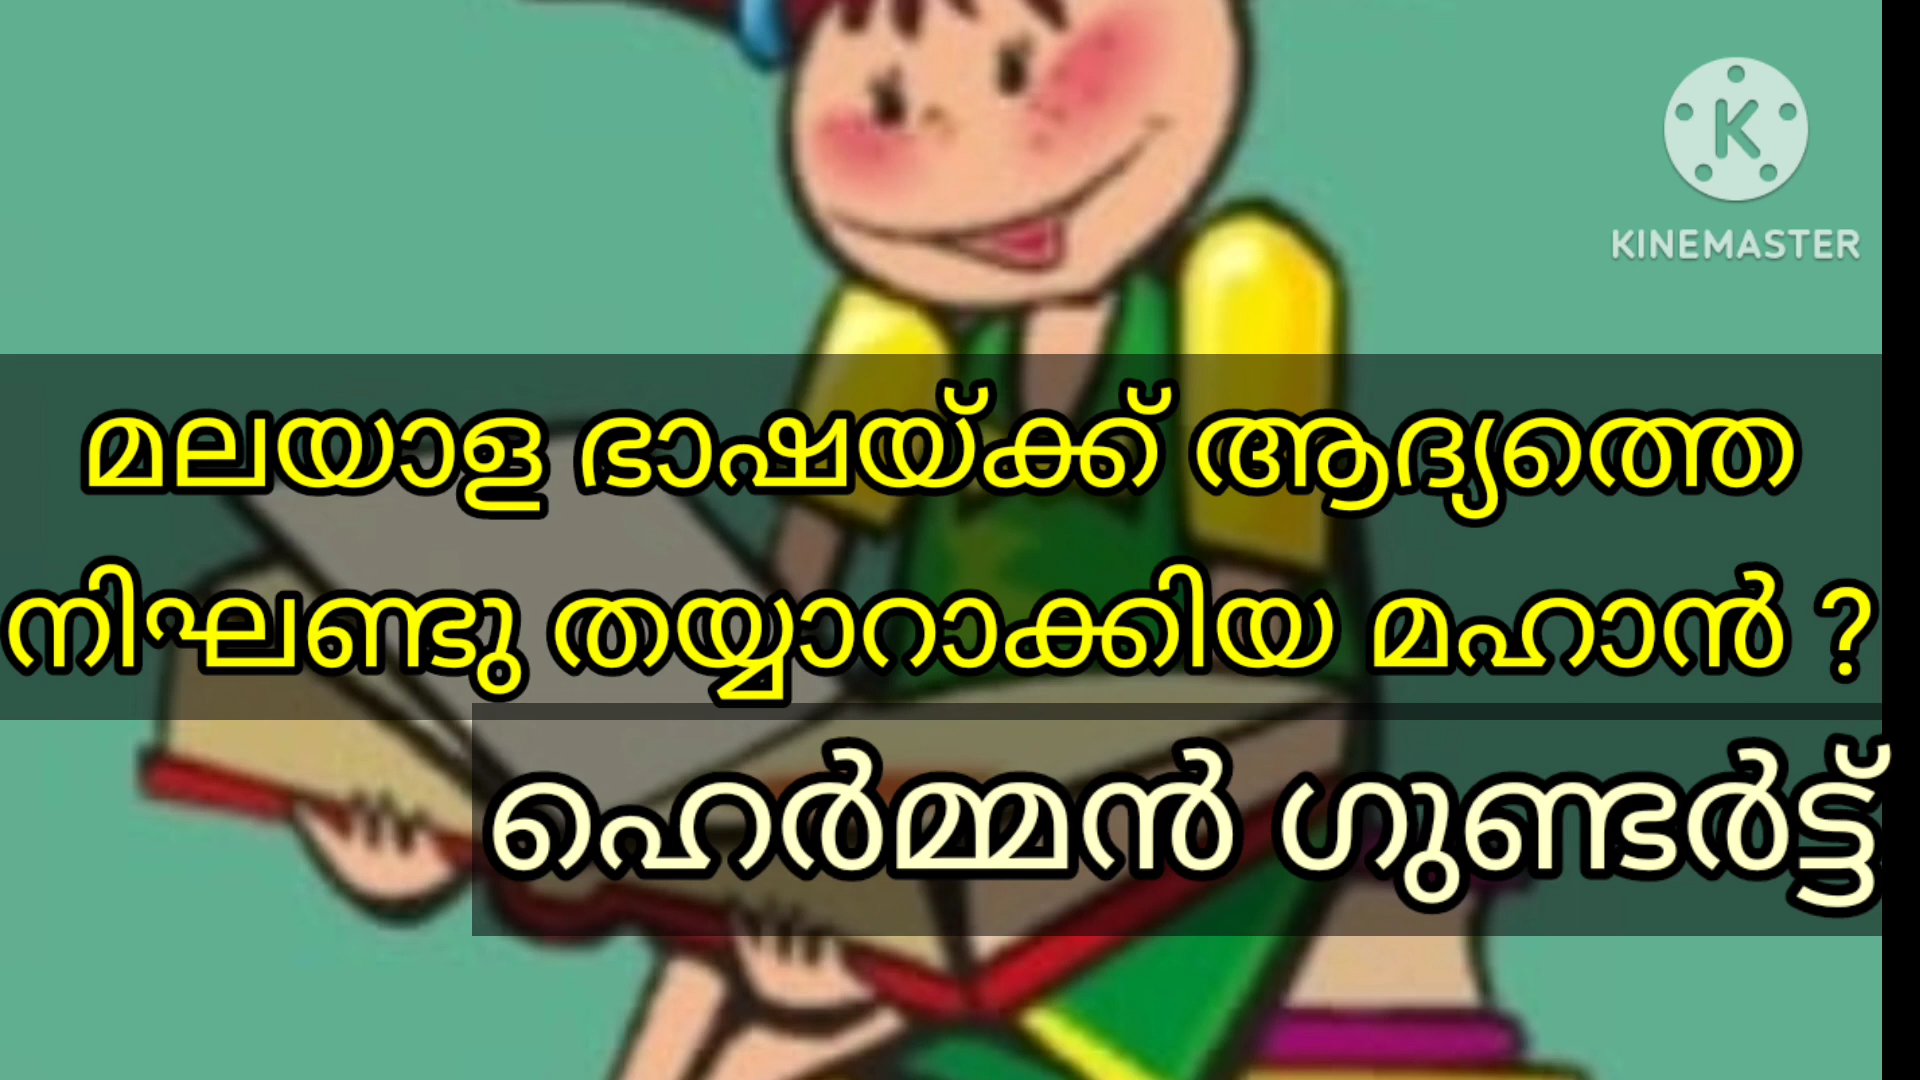 KINEMASTER
മലയാള ഭാഷയ്ക്ക് ആദ്യത്തെ
നിഘണ്ടു തയ്യാറാക്കിയ മഹാൻ ?
ഹെർമ്മൻ ഗുണ്ടർട്ട്